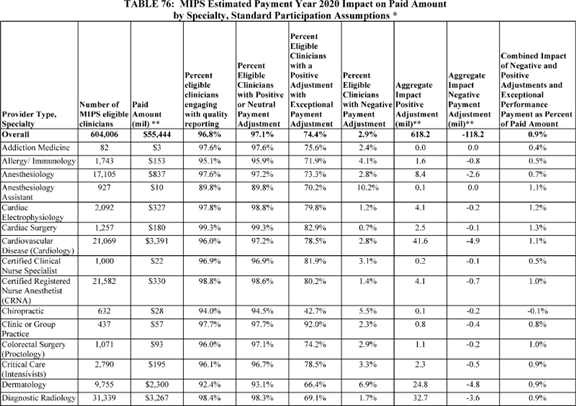 TABLE 76: MIPS Estimated Payment Year 2020 Impact on Paid Amount
by Specialty, Standard Participation Assumptions *
Provider Type, Specialty | Number of MIPS eligible clinicians | Paid Amount (mil) ** | Percent eligible clinicians engaging with quality reporting | Percent Eligible Clinicians with Positive or Neutral Payment Adjustment | Percent Eligible Clinicians with a Positive Adjustment with Exceptional Payment Adjustment | Percent Eligible Clinicians with Negative Payment Adjustment | Aggregate Impact Positive Adjustment (mil)** | Aggregate Impact Negative Payment Adjustment (mil)** | Combined Impact of Negative and Positive Adjustments and Exceptional Performance Payment as Percent of Paid Amount
Overall 604,006 $55,444 96.8% 97.1% 74.4% 2.9% 618.2 -118.2 0.9%
Addiction Medicine 82 $3 97.6% 97.6% 75.6% 2.4% 0.0 0.0 0.4%
Allergy/ Immunology 1,743 $153 95.1% 95.9% 71.9% 4.1% 1.6 -0.8 0.5%
Anesthesiology 17,105 $837 97.6% 97.2% 73.3% 2.8% 8.4 -2.6 0.7%
Anesthesiology Assistant 927 $10 89.8% 89.8% 70.2% 10.2% 0.1 0.0 1.1%
Cardiac Electrophysiology 2,092 $327 97.8% 98.8% 79.8% 1.2% 4.1 -0.2 1.2%
Cardiac Surgery 1,257 $180 99.3% 99.3% 82.9% 0.7% 2.5 -0.1 1.3%
Cardiovascular Disease (Cardiology) 21,069 $3,391 96.0% 97.2% 78.5% 2.8% 41.6 -4.9 1.1%
Certified Clinical Nurse Specialist 1,000 $22 96.9% 96.9% 81.9% 3.1% 0.2 -0.1 0.5%
Certified Registered Nurse Anesthetist (CRNA) 21,582 $330 98.8% 98.6% 80.2% 1.4% 4.1 -0.7 1.0%
Chiropractic 632 $28 94.0% 94.5% 42.7% 5.5% 0.1 -0.2 -0.1%
Clinic or Group Practice 437 $57 97.7% 97.7% 92.0% 2.3% 0.8 -0.4 0.8%
Colorectal Surgery (Proctology) 1,071 $93 96.0% 97.1% 74.2% 2.9% 1.1 -0.2 1.0%
Critical Care (Intensivists) 2,790 $195 96.1% 96.7% 78.5% 3.3% 2.3 -0.5 0.9%
Dermatology 9,755 $2,300 92.4% 93.1% 66.4% 6.9% 24.8 -4.8 0.9%
Diagnostic Radiology 31,339 $3,267 98.4% 98.3% 69.1% 1.7% 32.7 -3.6 0.9%